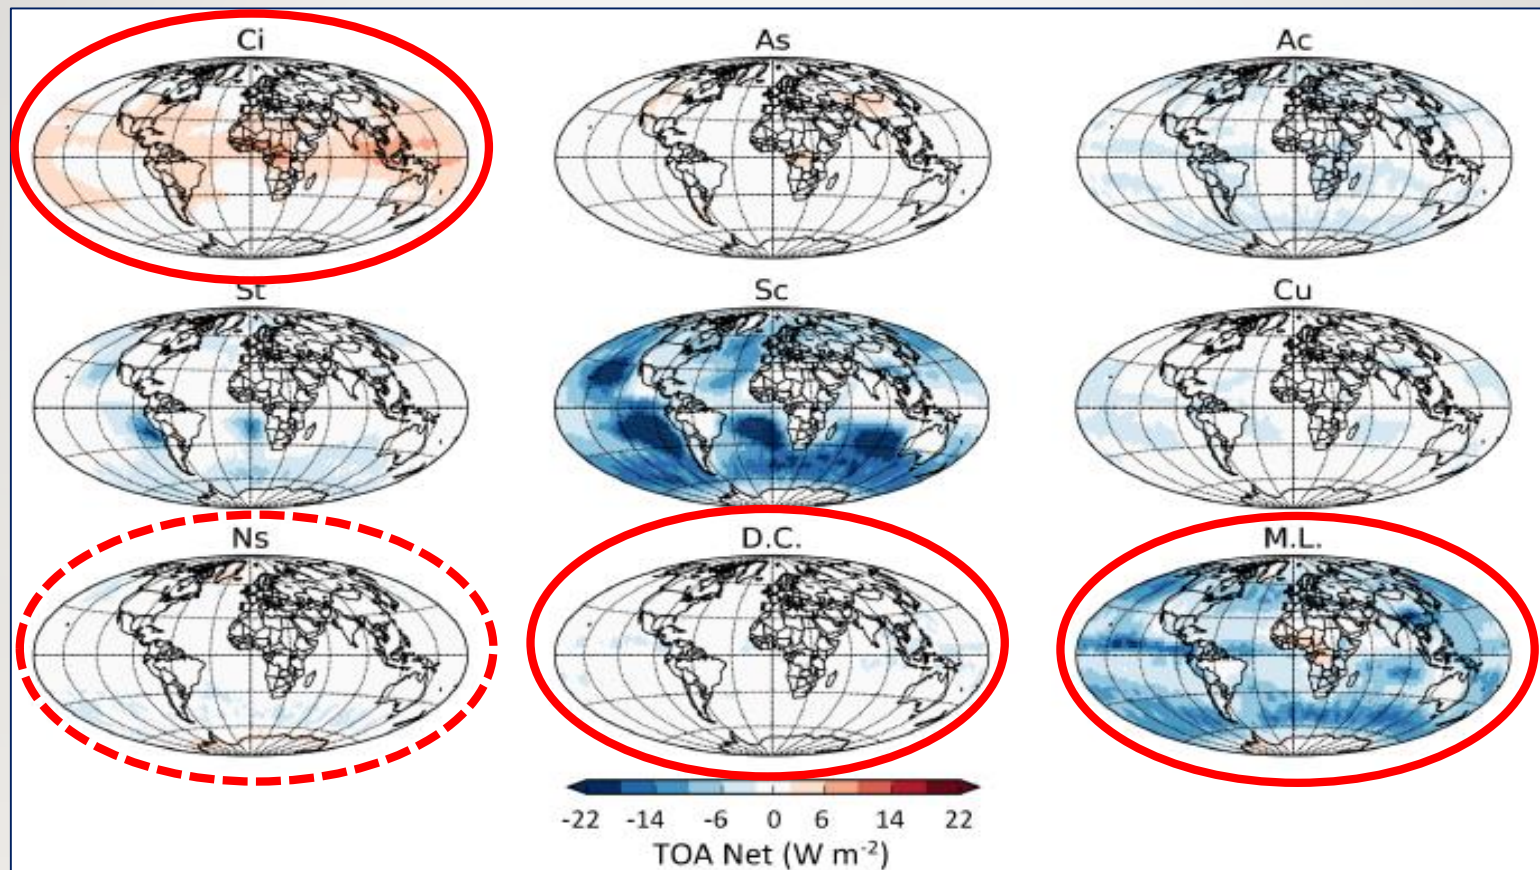 Ci As Ac
St Sc Cu
Ns D.C. M.L.
-22 -14 -6 0 6 14 22
TOA Net (W m⁻²)